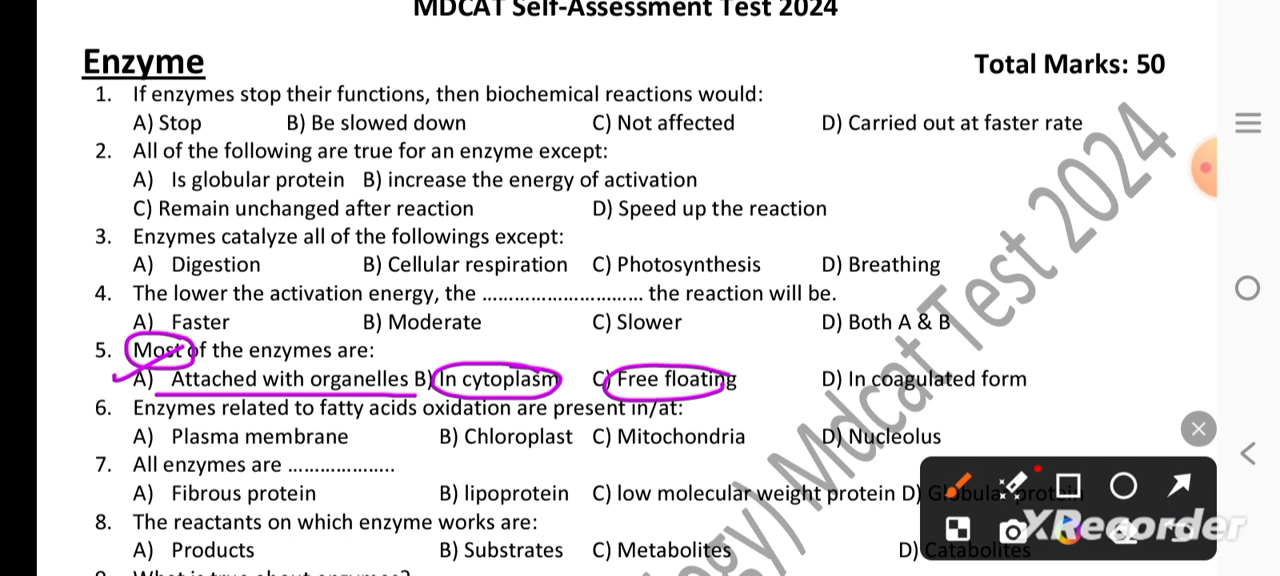 MDCAT Self-Assessment Test 2024
Enzyme Total Marks: 50
1. If enzymes stop their functions, then biochemical reactions would:
A) Stop B) Be slowed down C) Not affected D) Carried out at faster rate
2. All of the following are true for an enzyme except:
A) Is globular protein B) increase the energy of activation
C) Remain unchanged after reaction D) Speed up the reaction
3. Enzymes catalyze all of the followings except:
A) Digestion B) Cellular respiration C) Photosynthesis D) Breathing
4. The lower the activation energy, the ............................... the reaction will be.
A) Faster B) Moderate C) Slower D) Both A & B
5. Most of the enzymes are:
A) Attached with organelles B) In cytoplasm C) Free floating D) In coagulated form
6. Enzymes related to fatty acids oxidation are present in/at:
A) Plasma membrane B) Chloroplast C) Mitochondria D) Nucleolus
7. All enzymes are .....................
A) Fibrous protein B) lipoprotein C) low molecular weight protein D) Globular protein
8. The reactants on which enzyme works are:
A) Products B) Substrates C) Metabolites D) Catabolites
Mdcat Test 2024
XRecorder